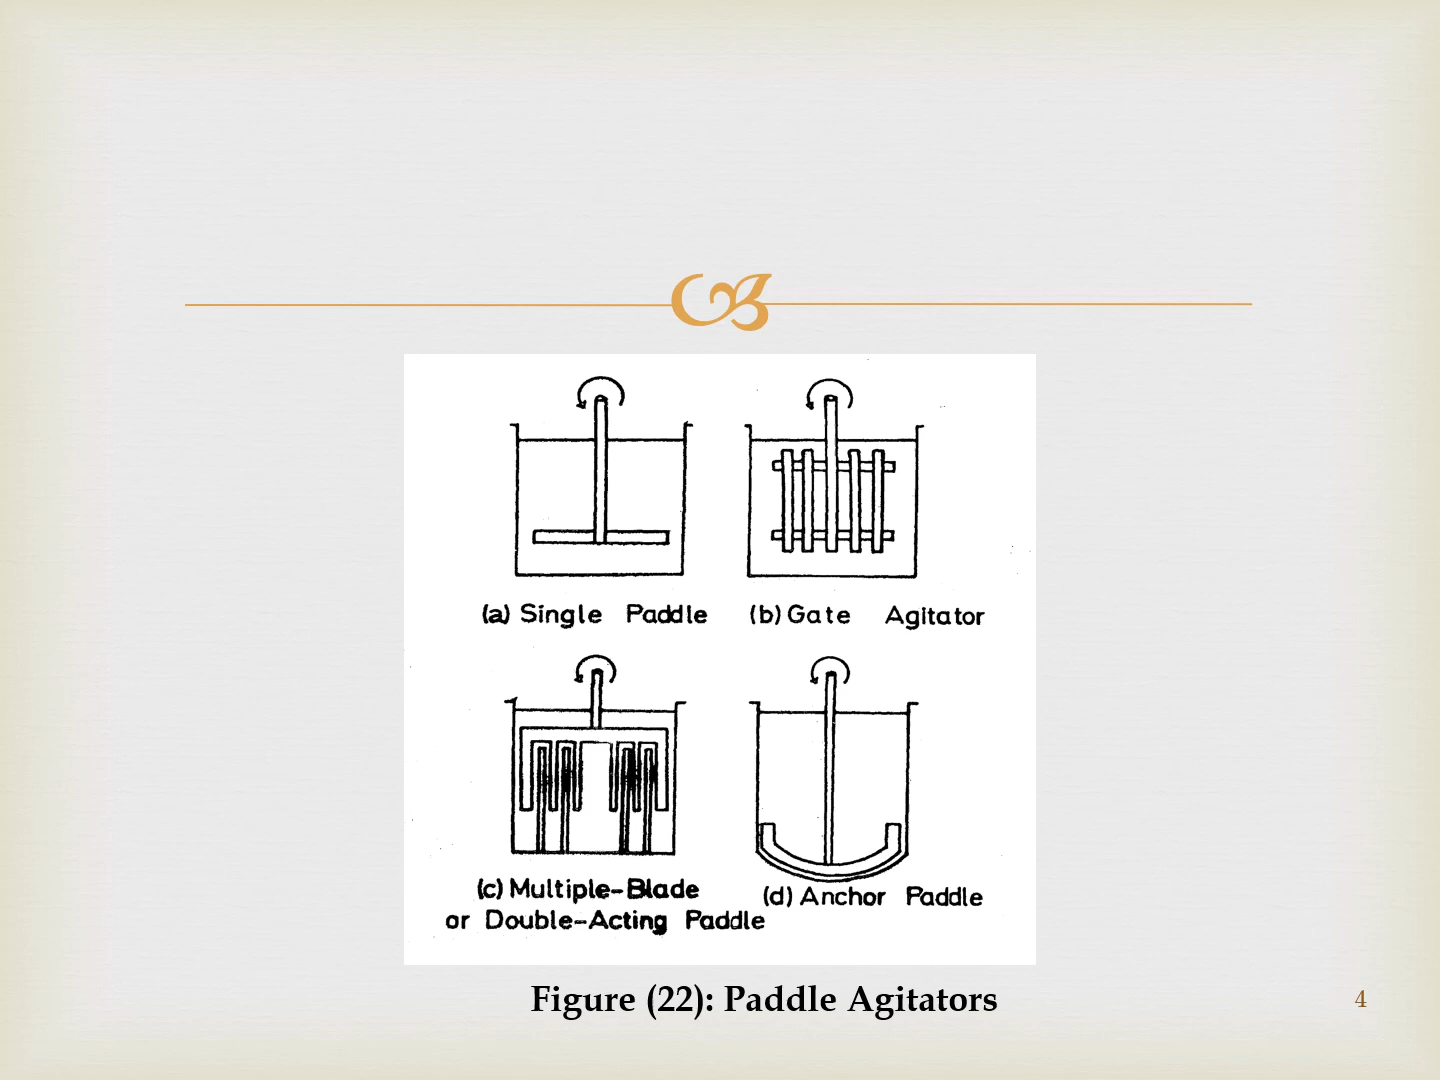 (a) Single Paddle
(b) Gate Agitator
(c) Multiple-Blade
or Double-Acting Paddle
(d) Anchor Paddle
Figure (22): Paddle Agitators
4